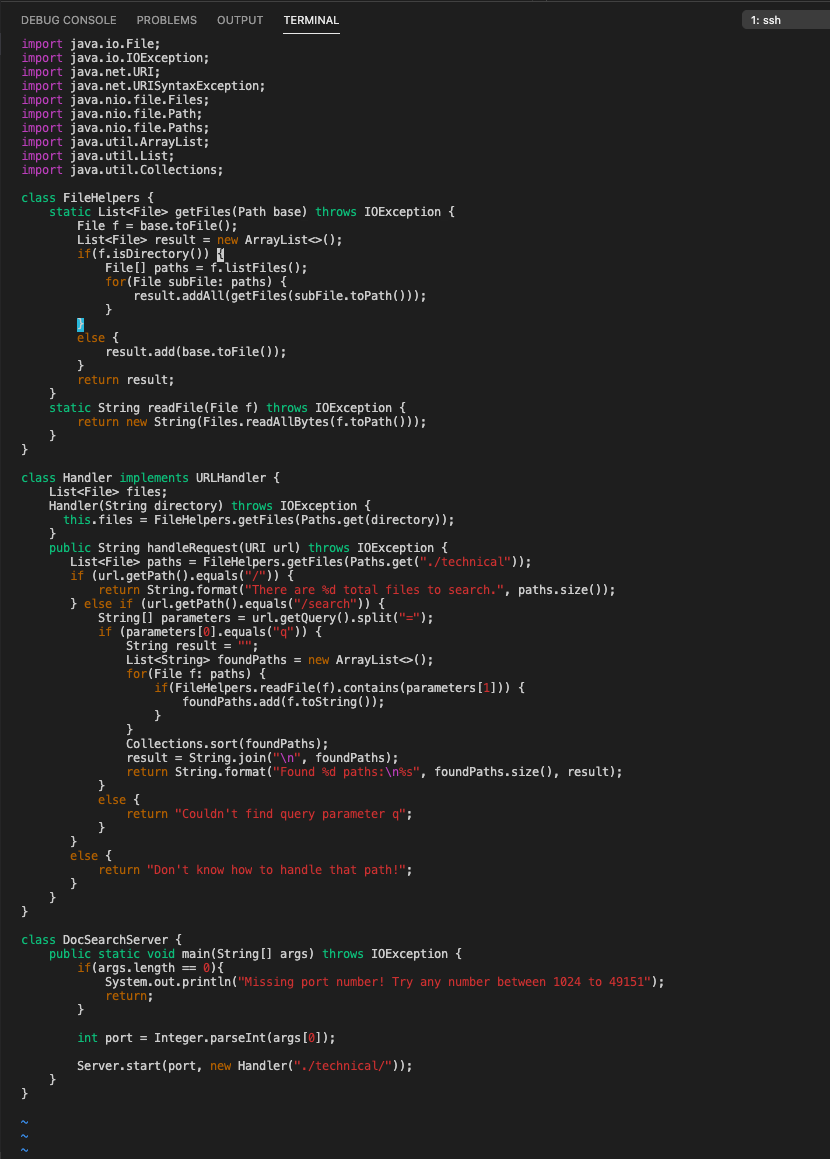 DEBUG CONSOLE PROBLEMS OUTPUT TERMINAL 1: ssh
import java.io.File;
import java.io.IOException;
import java.net.URI;
import java.net.URISyntaxException;
import java.nio.file.Files;
import java.nio.file.Path;
import java.nio.file.Paths;
import java.util.ArrayList;
import java.util.List;
import java.util.Collections;

class FileHelpers {
    static List<File> getFiles(Path base) throws IOException {
        File f = base.toFile();
        List<File> result = new ArrayList<>();
        if(f.isDirectory()) {
            File[] paths = f.listFiles();
            for(File subFile: paths) {
                result.addAll(getFiles(subFile.toPath()));
            }
        }
        else {
            result.add(base.toFile());
        }
        return result;
    }
    static String readFile(File f) throws IOException {
        return new String(Files.readAllBytes(f.toPath()));
    }
}

class Handler implements URLHandler {
    List<File> files;
    Handler(String directory) throws IOException {
      this.files = FileHelpers.getFiles(Paths.get(directory));
    }
    public String handleRequest(URI url) throws IOException {
       List<File> paths = FileHelpers.getFiles(Paths.get("./technical"));
       if (url.getPath().equals("/")) {
           return String.format("There are %d total files to search.", paths.size());
       } else if (url.getPath().equals("/search")) {
           String[] parameters = url.getQuery().split("=");
           if (parameters[0].equals("q")) {
               String result = "";
               List<String> foundPaths = new ArrayList<>();
               for(File f: paths) {
                   if(FileHelpers.readFile(f).contains(parameters[1])) {
                       foundPaths.add(f.toString());
                   }
               }
               Collections.sort(foundPaths);
               result = String.join("\n", foundPaths);
               return String.format("Found %d paths:\n%s", foundPaths.size(), result);
           }
           else {
               return "Couldn't find query parameter q";
           }
       }
       else {
           return "Don't know how to handle that path!";
       }
    }
}

class DocSearchServer {
    public static void main(String[] args) throws IOException {
        if(args.length == 0){
            System.out.println("Missing port number! Try any number between 1024 to 49151");
            return;
        }

        int port = Integer.parseInt(args[0]);

        Server.start(port, new Handler("./technical/"));
    }
}

~
~
~